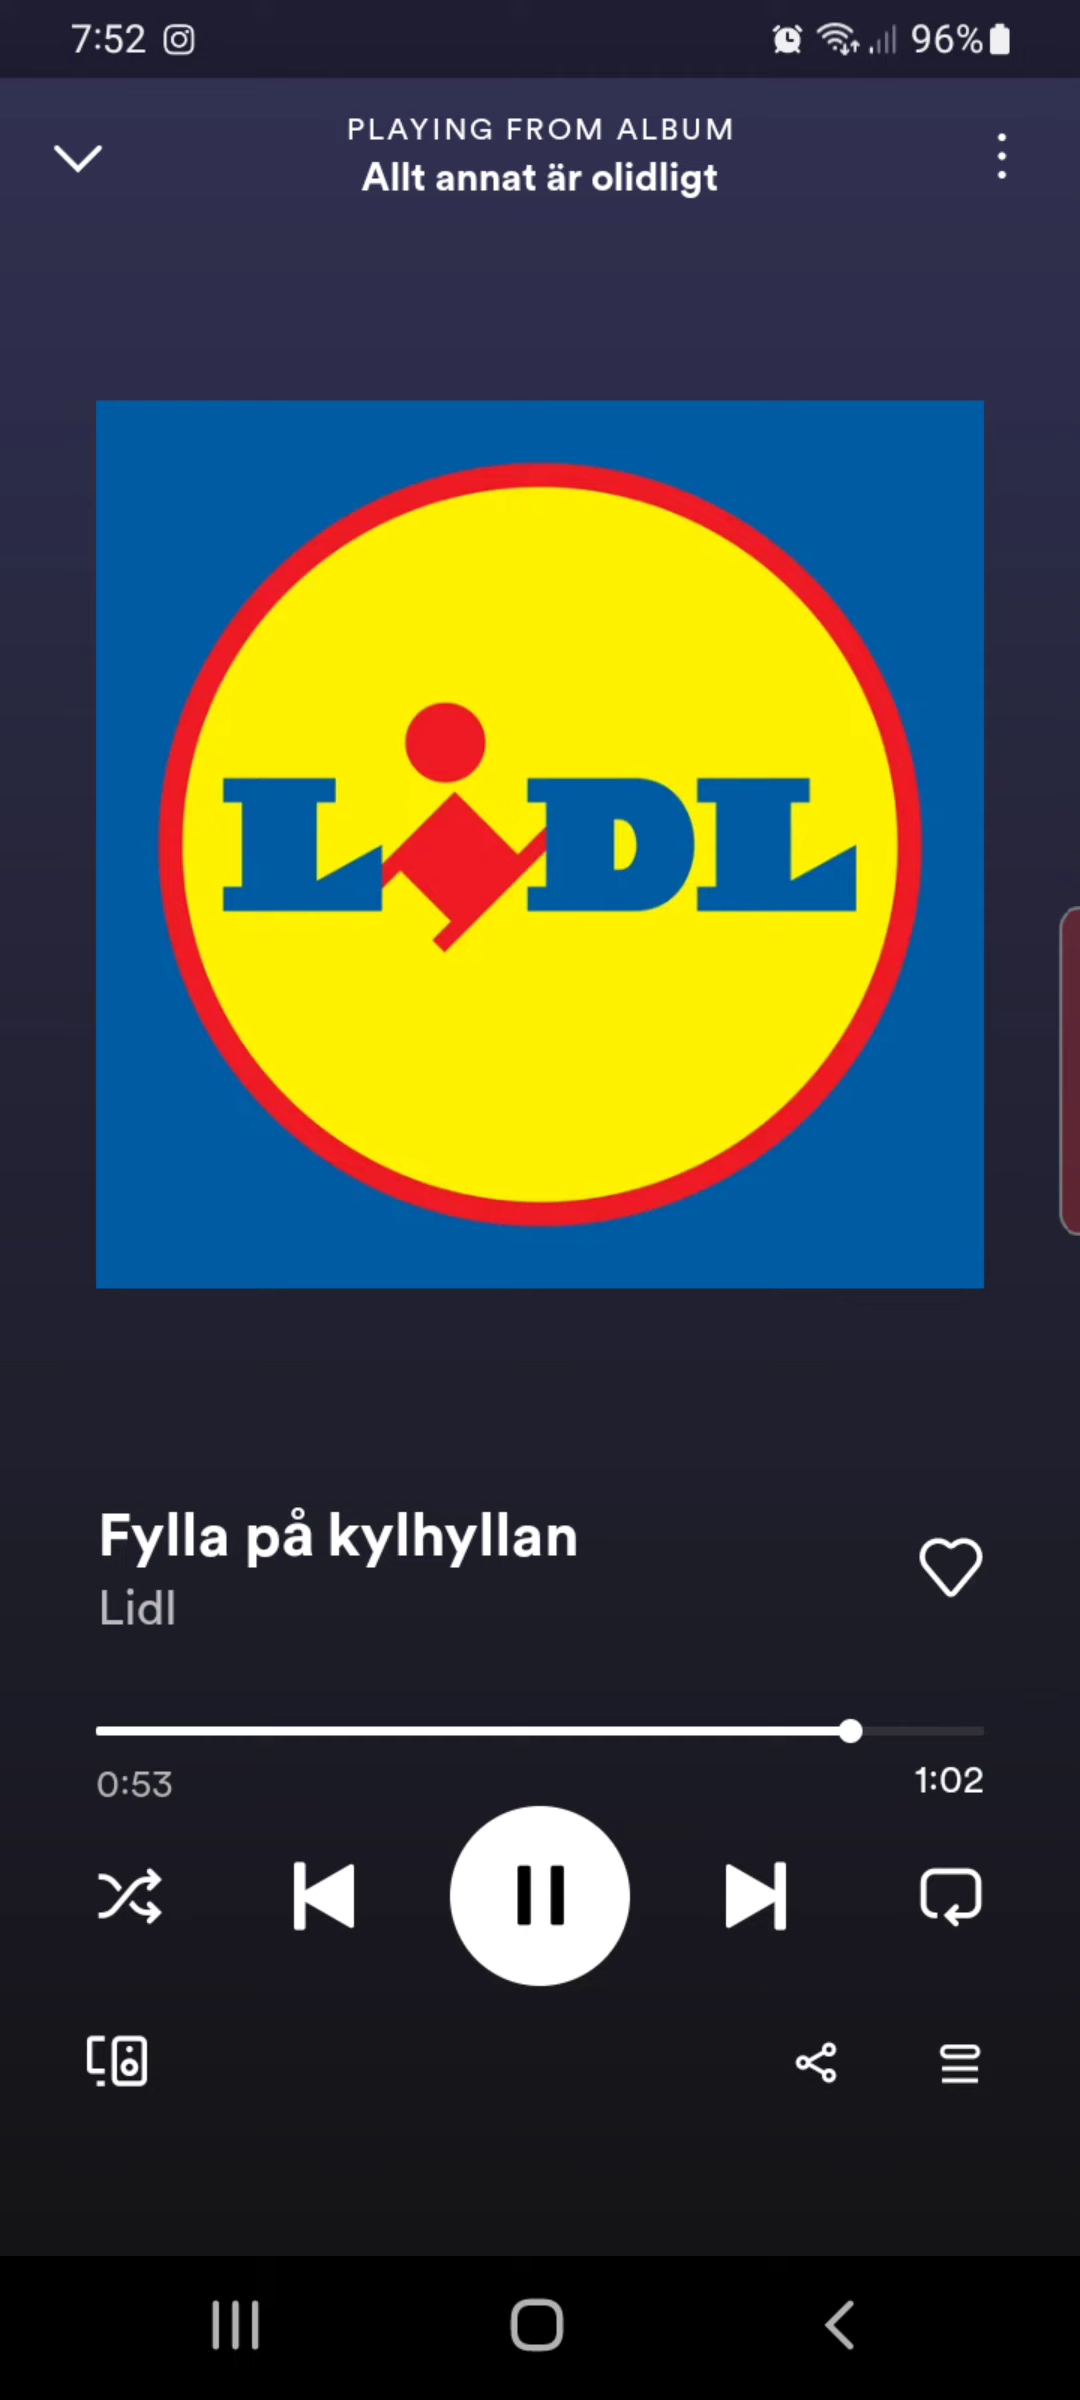 7:52
96%
PLAYING FROM ALBUM
Allt annat är olidligt
LiDL
Fylla på kylhyllan
Lidl
0:53
1:02